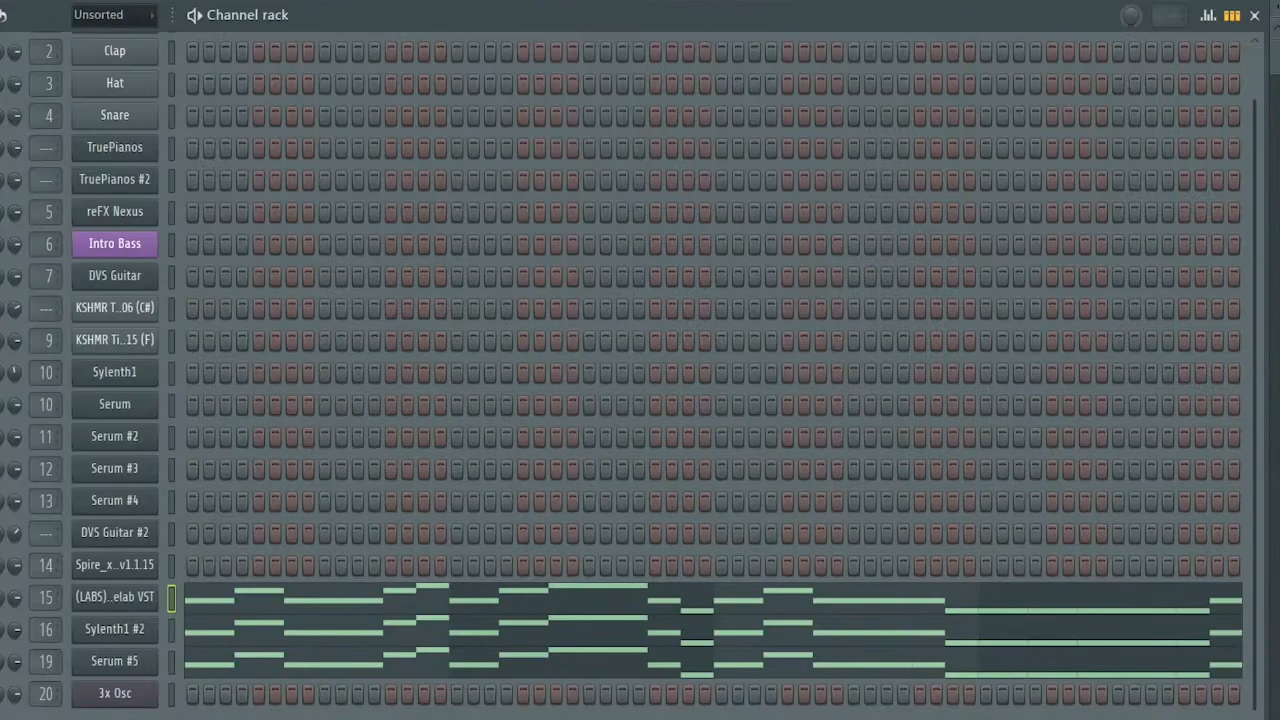 Unsorted
Channel rack
2 Clap
3 Hat
4 Snare
--- TruePianos
--- TruePianos #2
5 reFX Nexus
6 Intro Bass
7 DVS Guitar
--- KSHMR T..06 (C#)
9 KSHMR Ti..15 (F)
10 Sylenth1
10 Serum
11 Serum #2
12 Serum #3
13 Serum #4
--- DVS Guitar #2
14 Spire_x..v1.1.15
15 (LABS)..elab VST
16 Sylenth1 #2
19 Serum #5
20 3x Osc